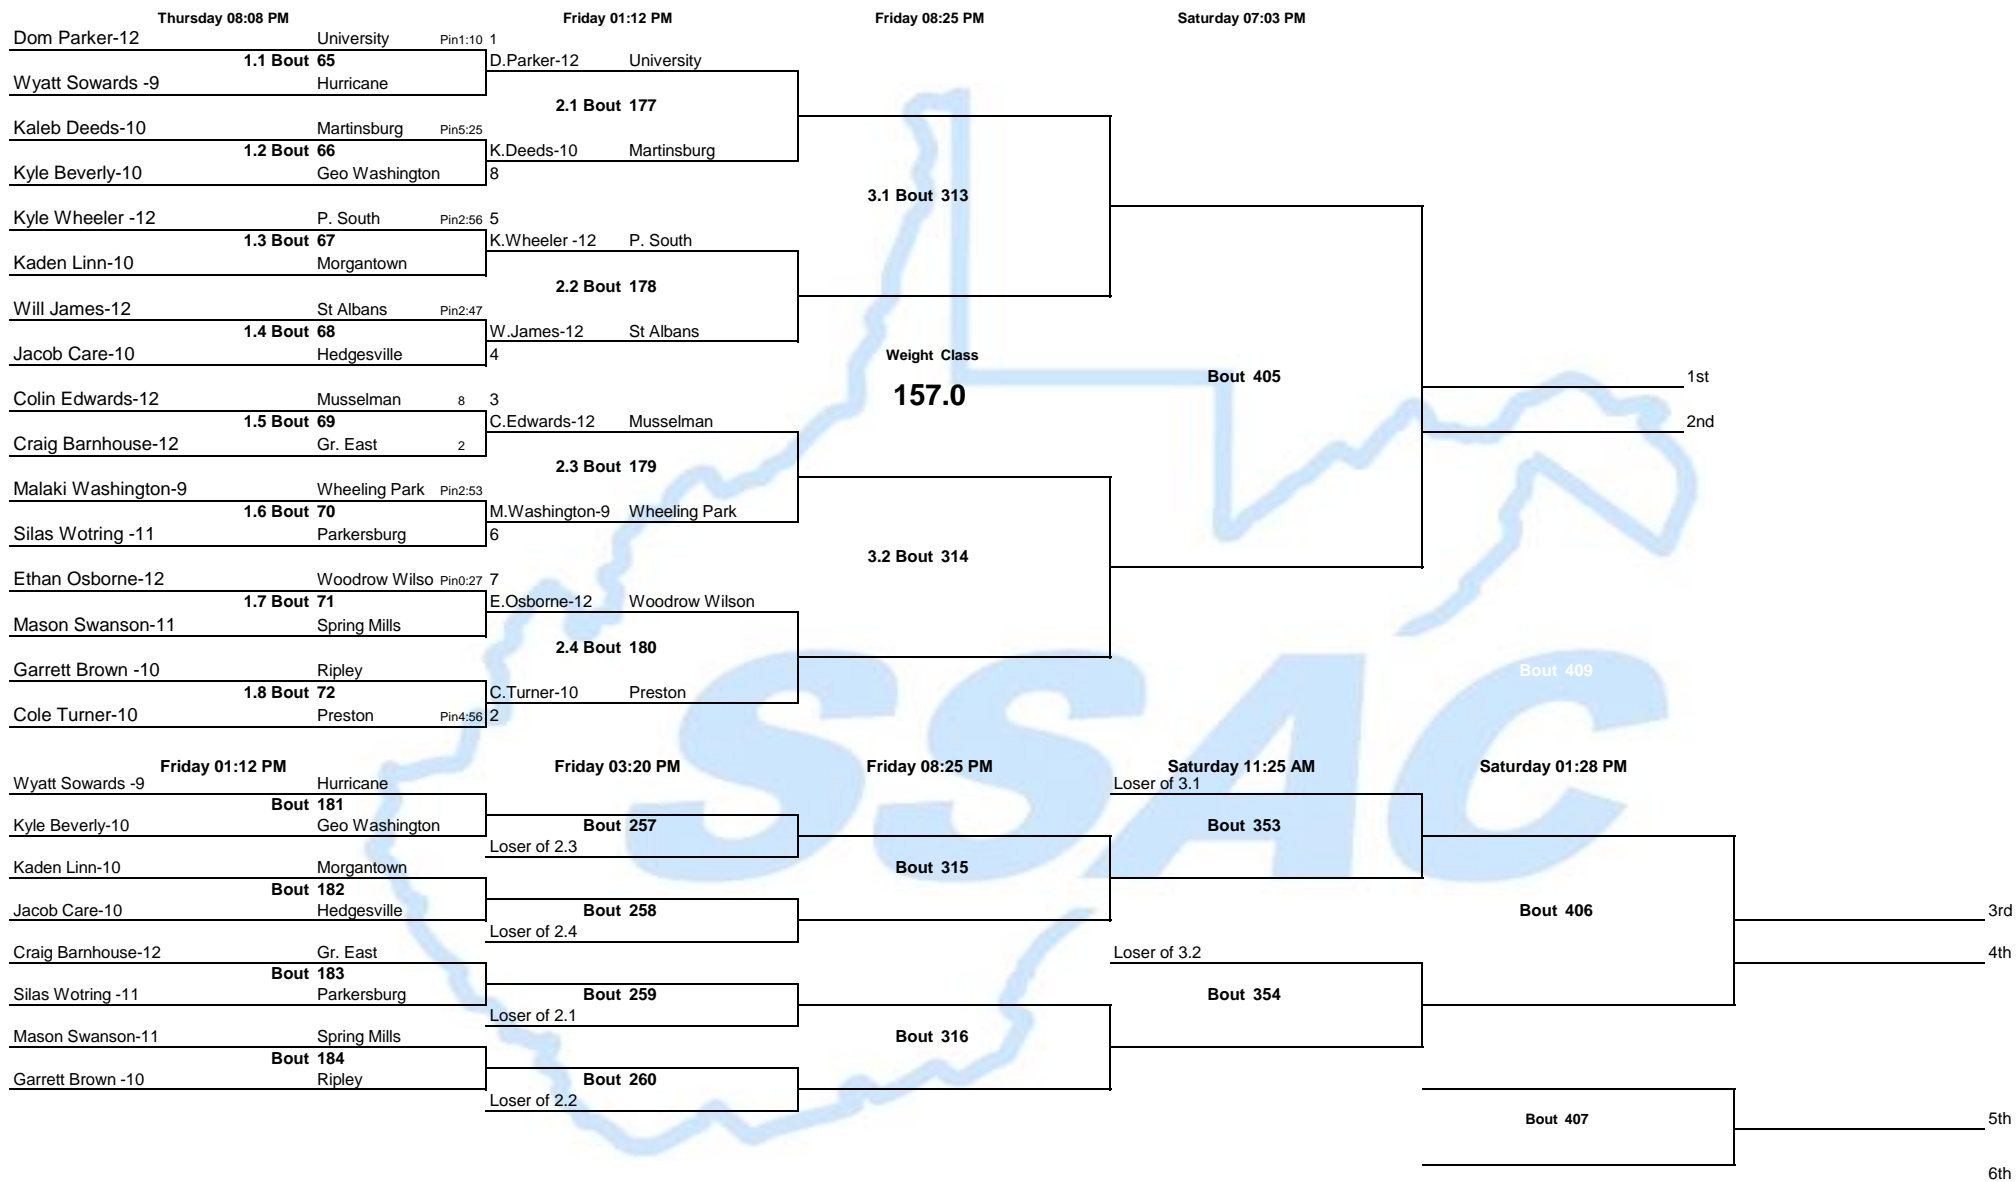 Thursday 08:08 PM Friday 01:12 PM Friday 08:25 PM Saturday 07:03 PM
Dom Parker-12 University Pin1:10 1
1.1 Bout 65 D.Parker-12 University
Wyatt Sowards -9 Hurricane
2.1 Bout 177
Kaleb Deeds-10 Martinsburg Pin5:25
1.2 Bout 66 K.Deeds-10 Martinsburg
Kyle Beverly-10 Geo Washington 8
3.1 Bout 313
Kyle Wheeler -12 P. South Pin2:56 5
1.3 Bout 67 K.Wheeler -12 P. South
Kaden Linn-10 Morgantown
2.2 Bout 178
Will James-12 St Albans Pin2:47
1.4 Bout 68 W.James-12 St Albans
Jacob Care-10 Hedgesville 4 Weight Class
Bout 405 1st
157.0
Colin Edwards-12 Musselman 8 3
1.5 Bout 69 C.Edwards-12 Musselman 2nd
Craig Barnhouse-12 Gr. East 2
2.3 Bout 179
Malaki Washington-9 Wheeling Park Pin2:53
1.6 Bout 70 M.Washington-9 Wheeling Park
Silas Wotring -11 Parkersburg 6
3.2 Bout 314
Ethan Osborne-12 Woodrow Wilso Pin0:27 7
1.7 Bout 71 E.Osborne-12 Woodrow Wilson
Mason Swanson-11 Spring Mills
2.4 Bout 180
Garrett Brown -10 Ripley Bout 409
1.8 Bout 72 C.Turner-10 Preston
Cole Turner-10 Preston Pin4:56 2
SSAC
Friday 01:12 PM Friday 03:20 PM Friday 08:25 PM Saturday 11:25 AM Saturday 01:28 PM
Wyatt Sowards -9 Hurricane Loser of 3.1
Bout 181
Kyle Beverly-10 Geo Washington Bout 257 Bout 353
Loser of 2.3
Kaden Linn-10 Morgantown Bout 315
Bout 182
Jacob Care-10 Hedgesville Bout 258 Bout 406 3rd
Loser of 2.4
Craig Barnhouse-12 Gr. East Loser of 3.2 4th
Bout 183
Silas Wotring -11 Parkersburg Bout 259 Bout 354
Loser of 2.1
Mason Swanson-11 Spring Mills Bout 316
Bout 184
Garrett Brown -10 Ripley Bout 260
Loser of 2.2
Bout 407 5th
6th